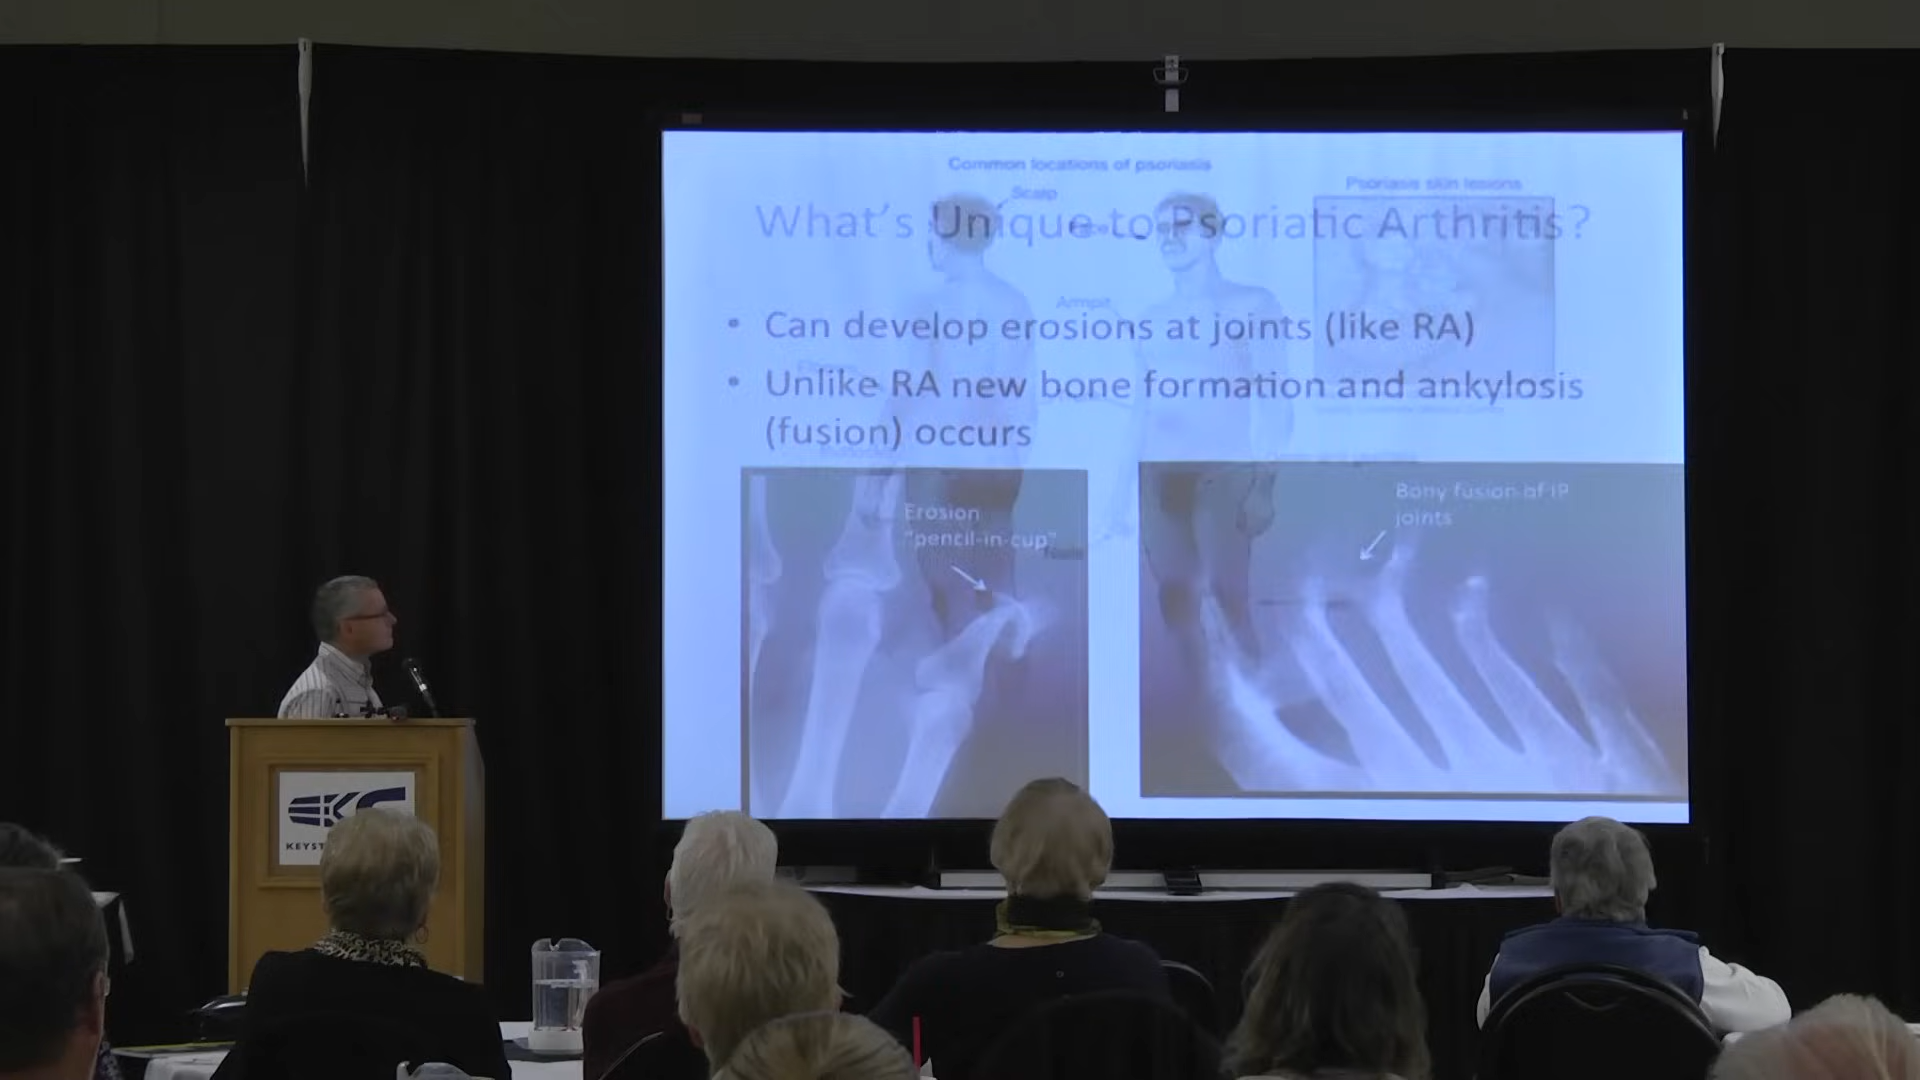 Common locations of psoriasis
Psoriasis skin lesions
Scalp
What's Unique to Psoriatic Arthritis?
Armpit
• Can develop erosions at joints (like RA)
• Unlike RA new bone formation and ankylosis
(fusion) occurs
Erosion
"pencil-in-cup"
Bony fusion of IP
joints
KEYST